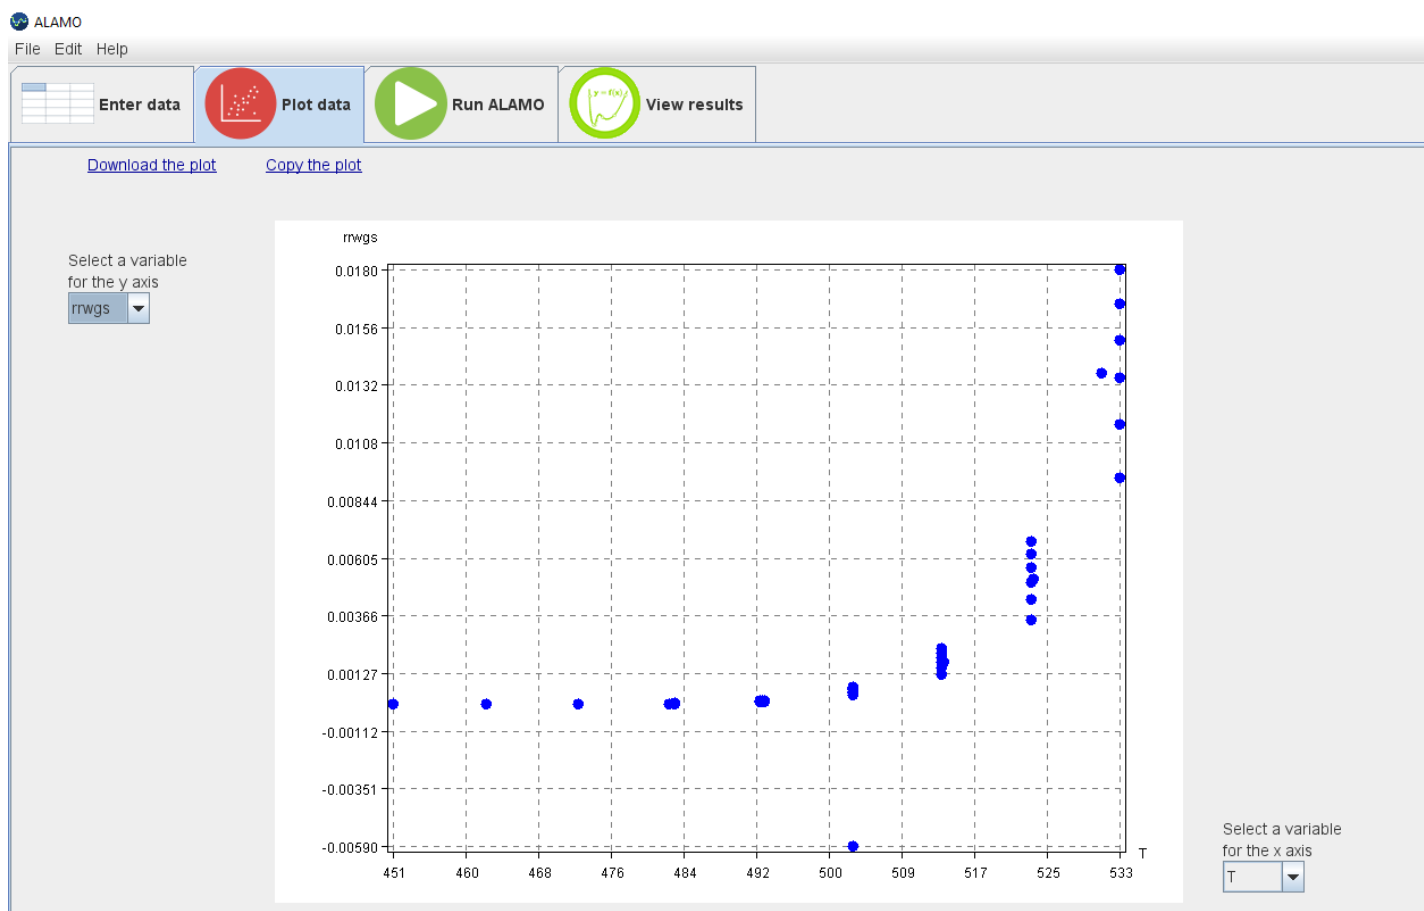 ALAMO
File Edit Help
Enter data
Plot data
y = f(x)
Run ALAMO
View results
Download the plot
Copy the plot
Select a variable
for the y axis
rrwgs
rrwgs
0.0180
0.0156
0.0132
0.0108
0.00844
0.00605
0.00366
0.00127
-0.00112
-0.00351
-0.00590
451 460 468 476 484 492 500 509 517 525 533
T
Select a variable
for the x axis
T